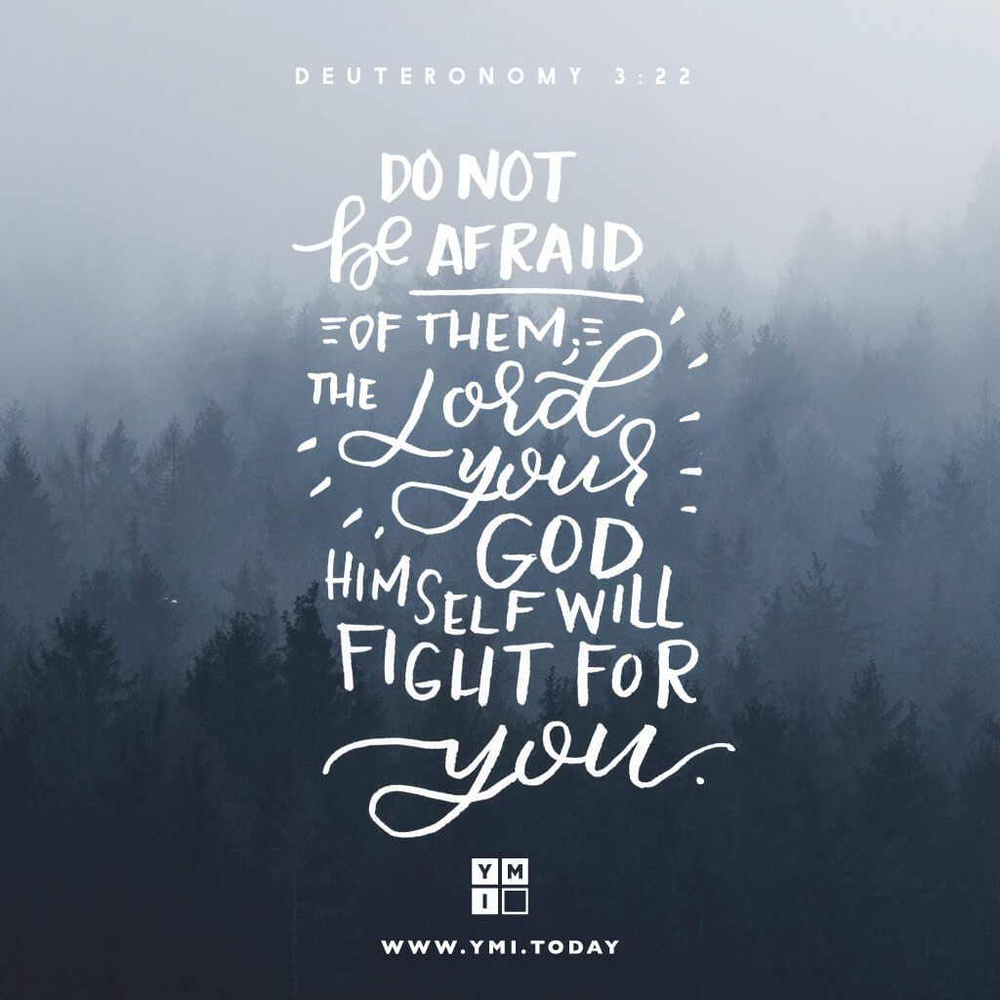 DEUTERONOMY 3:22
DO NOT
be AFRAID
OF THEM;
THE Lord
your
GOD
HIMSELF WILL
FIGHT FOR
you.
Y M
I
WWW.YMI.TODAY